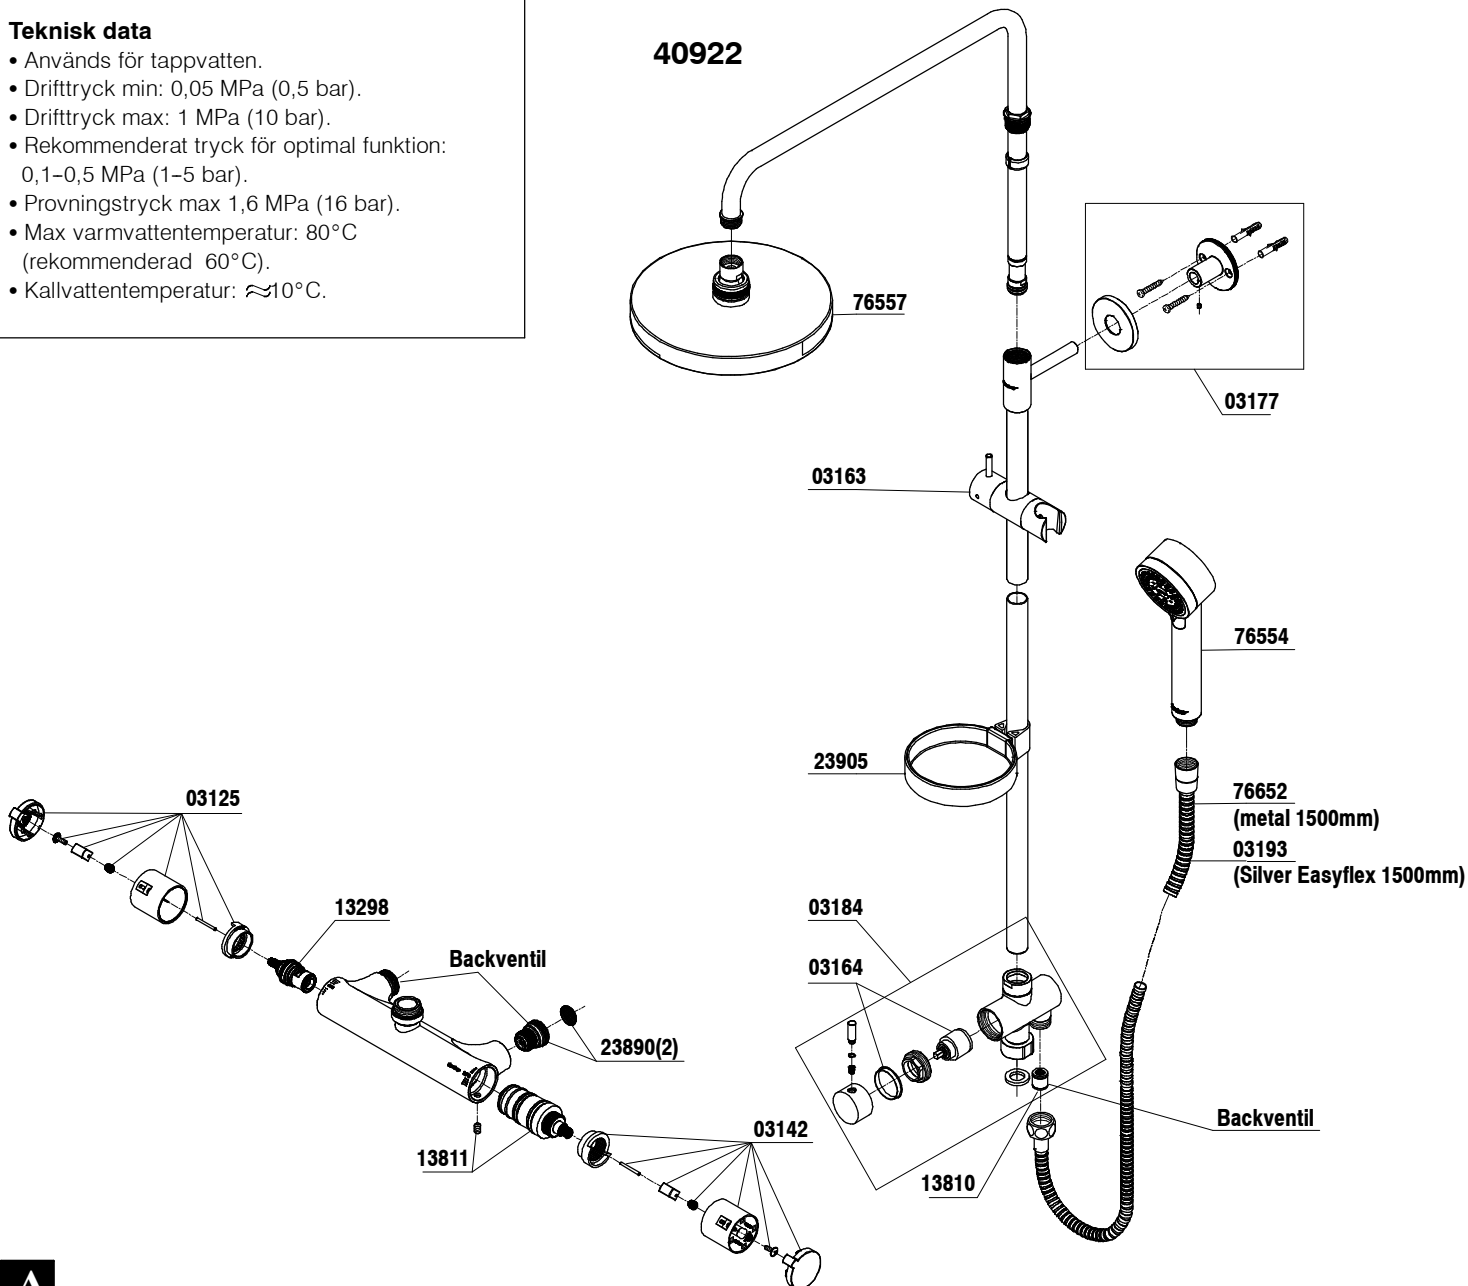 Teknisk data
• Används för tappvatten.
• Drifttryck min: 0,05 MPa (0,5 bar).
• Drifttryck max: 1 MPa (10 bar).
• Rekommenderat tryck för optimal funktion:
0,1–0,5 MPa (1–5 bar).
• Provningstryck max 1,6 MPa (16 bar).
• Max varmvattentemperatur: 80°C
(rekommenderad 60°C).
• Kallvattentemperatur: ≈10°C.
40922
76557
03177
03163
76554
23905
76652
(metal 1500mm)
03193
(Silver Easyflex 1500mm)
03125
13298
Backventil
23890(2)
03184
03164
03142
13811
Backventil
13810